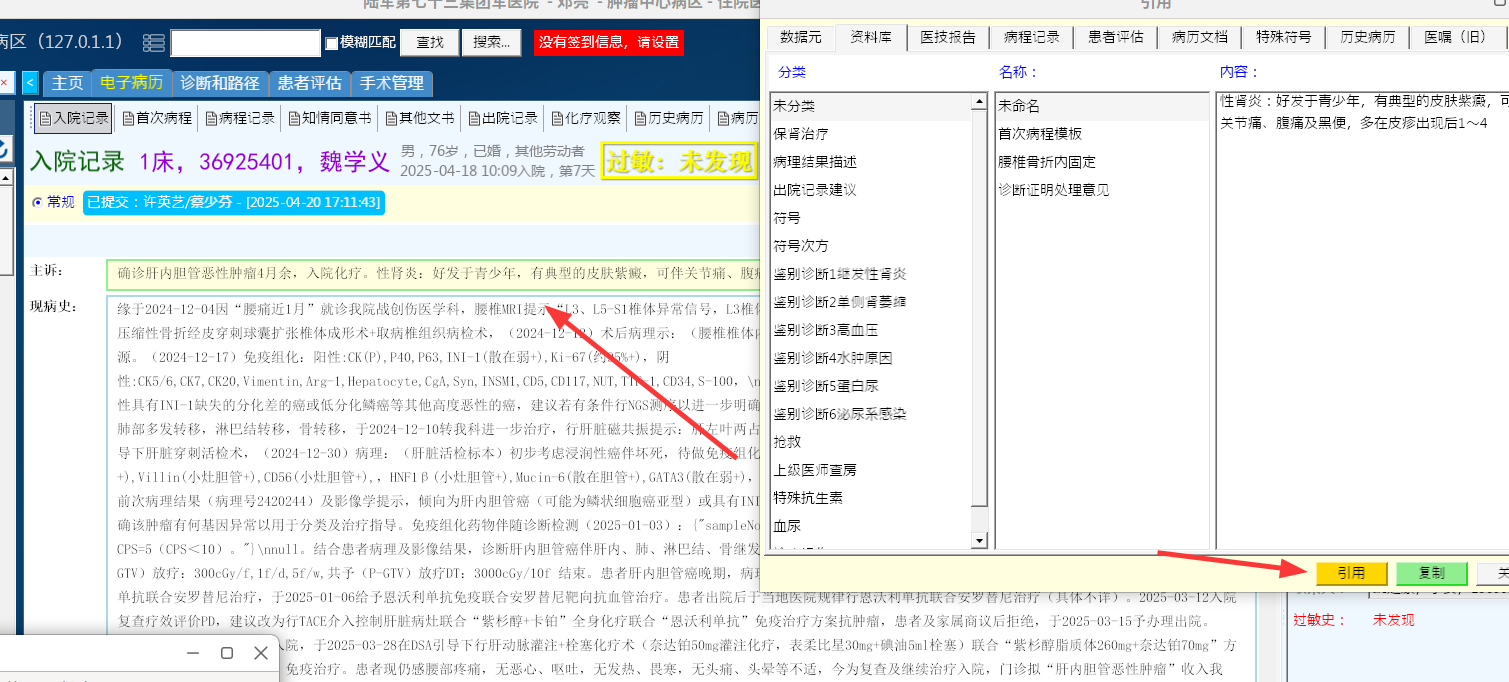 陆军第七十三集团军医院 - 邓亮 - 肿瘤中心病区 - 住院医
引用
病区（127.0.1.1）
模糊匹配
查找
搜索...
没有签到信息，请设置
×
<
主页
电子病历
诊断和路径
患者评估
手术管理
入院记录
首次病程
病程记录
知情同意书
其他文书
出院记录
化疗观察
历史病历
病历
入院记录 1床，36925401，魏学义
男，76岁，已婚，其他劳动者
2025-04-18 10:09入院，第7天
过敏：未发现
常规
已提交：许英艺/蔡少芬 - [2025-04-20 17:11:43]
主诉：
确诊肝内胆管恶性肿瘤4月余，入院化疗。性肾炎：好发于青少年，有典型的皮肤紫癜，可伴关节痛、腹痛
现病史：
缘于2024-12-04因“腰痛近1月”就诊我院战创伤医学科，腰椎MRI提示“L3、L5-S1椎体异常信号，L3椎体
压缩性骨折经皮穿刺球囊扩张椎体成形术+取病椎组织病检术，（2024-12-12）术后病理示：（腰椎椎体内
源。（2024-12-17）免疫组化：阳性:CK(P),P40,P63,INI-1(散在弱+),Ki-67(约25%+)，阴
性:CK5/6,CK7,CK20,Vimentin,Arg-1,Hepatocyte,CgA,Syn,INSM1,CD5,CD117,NUT,TTF-1,CD34,S-100，\n
性具有INI-1缺失的分化差的癌或低分化鳞癌等其他高度恶性的癌，建议若有条件行NGS测序以进一步明确
肺部多发转移，淋巴结转移，骨转移，于2024-12-10转我科进一步治疗，行肝脏磁共振提示：肝左叶两占
导下肝脏穿刺活检术，（2024-12-30）病理：（肝脏活检标本）初步考虑浸润性癌伴坏死，待做免疫组化
+),Villin(小灶胆管+),CD56(小灶胆管+),，HNF1β(小灶胆管+),Mucin-6(散在胆管+),GATA3(散在弱+)，
前次病理结果（病理号2420244）及影像学提示，倾向为肝内胆管癌（可能为鳞状细胞癌亚型）或具有INI
确该肿瘤有何基因异常以用于分类及治疗指导。免疫组化药物伴随诊断检测（2025-01-03）：{"sampleNo
CPS=5（CPS＜10）。"}\nnull。结合患者病理及影像结果，诊断肝内胆管癌伴肝内、肺、淋巴结、骨继发
GTV）放疗：300cGy/f,1f/d,5f/w,共予（P-GTV）放疗DT：3000cGy/10f 结束。患者肝内胆管癌晚期，病理
单抗联合安罗替尼治疗，于2025-01-06给予恩沃利单抗免疫联合安罗替尼靶向抗血管治疗。患者出院后于当地医院规律行恩沃利单抗联合安罗替尼治疗（具体不详）。2025-03-12入院
复查疗效评价PD，建议改为行TACE介入控制肝脏病灶联合“紫杉醇+卡铂”全身化疗联合“恩沃利单抗”免疫治疗方案抗肿瘤，患者及家属商议后拒绝，于2025-03-15予办理出院。
入院，于2025-03-28在DSA引导下行肝动脉灌注+栓塞化疗术（奈达铂50mg灌注化疗，表柔比星30mg+碘油5ml栓塞）联合“紫杉醇脂质体260mg+奈达铂70mg”方
免疫治疗。患者现仍感腰部疼痛，无恶心、呕吐，无发热、畏寒，无头痛、头晕等不适，今为复查及继续治疗入院，门诊拟“肝内胆管恶性肿瘤”收入我
数据元
资料库
医技报告
病程记录
患者评估
病历文档
特殊符号
历史病历
医嘱（旧）
分类
名称：
内容：
未分类
保肾治疗
病理结果描述
出院记录建议
符号
符号次方
鉴别诊断1继发性肾炎
鉴别诊断2单侧肾萎缩
鉴别诊断3高血压
鉴别诊断4水肿原因
鉴别诊断5蛋白尿
鉴别诊断6泌尿系感染
抢救
上级医师查房
特殊抗生素
血尿
未命名
首次病程模板
腰椎骨折内固定
诊断证明处理意见
性肾炎：好发于青少年，有典型的皮肤紫癜，可
关节痛、腹痛及黑便，多在皮疹出现后1～4
引用
复制
关
过敏史：
未发现